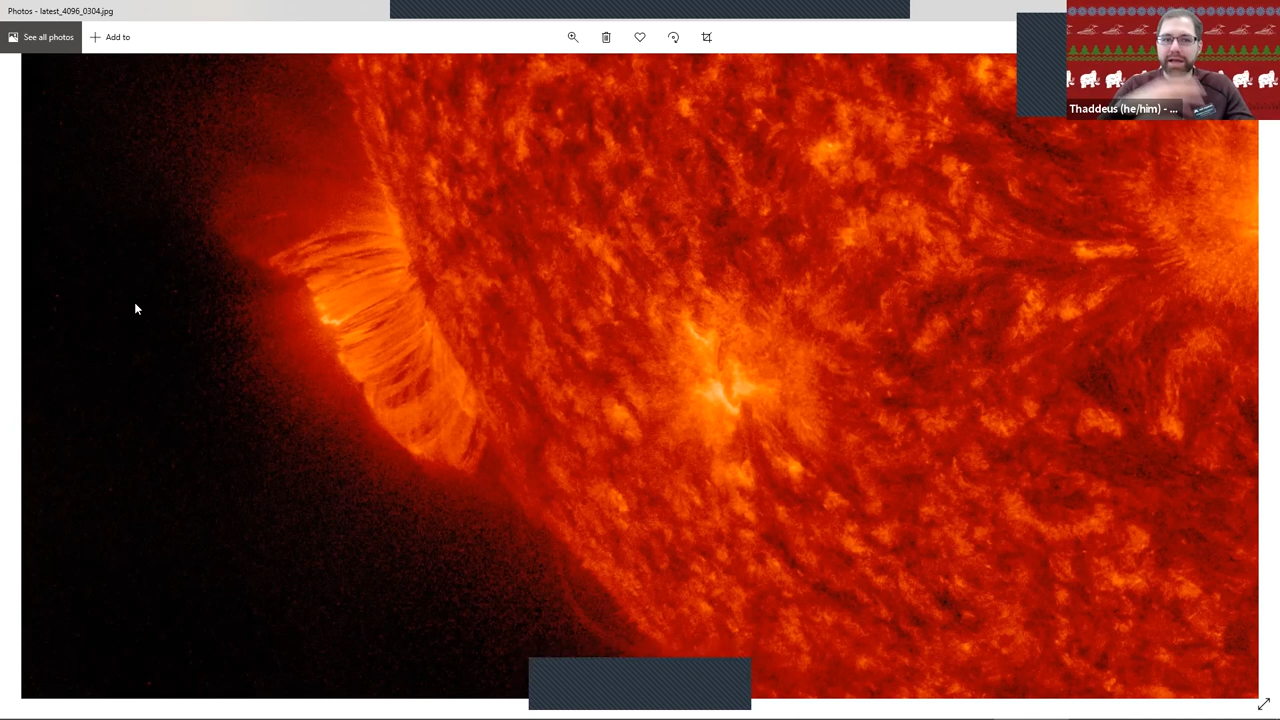 Photos - latest_4096_0304.jpg
See all photos
Add to
Thaddeus (he/him) - ...